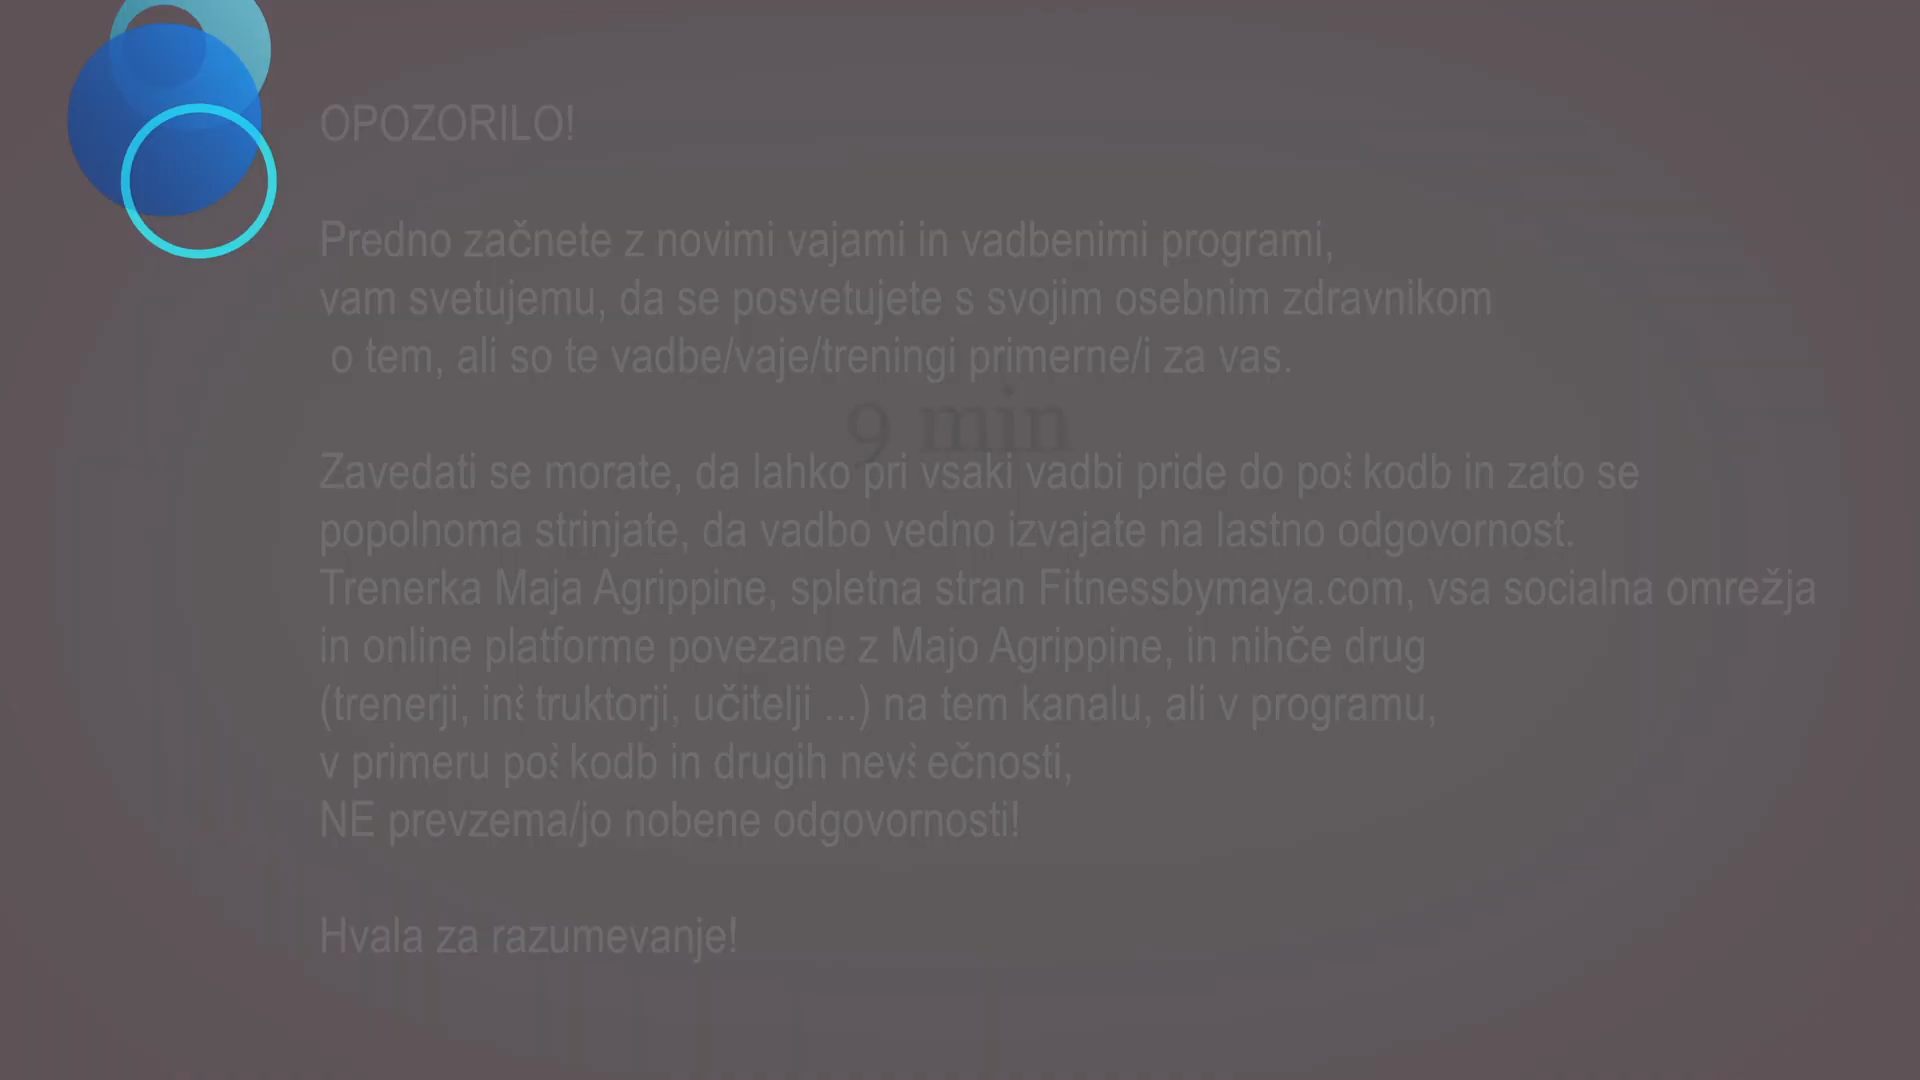 OPOZORILO!
Predno začnete z novimi vajami in vadbenimi programi,
vam svetujemu, da se posvetujete s svojim osebnim zdravnikom
o tem, ali so te vadbe/vaje/treningi primerne/i za vas.
9 min
Zavedati se morate, da lahko pri vsaki vadbi pride do poškodb in zato se
popolnoma strinjate, da vadbo vedno izvajate na lastno odgovornost.
Trenerka Maja Agrippine, spletna stran Fitnessbymaya.com, vsa socialna omrežja
in online platforme povezane z Majo Agrippine, in nihče drug
(trenerji, inštruktorji, učitelji ...) na tem kanalu, ali v programu,
v primeru poškodb in drugih nevšečnosti,
NE prevzema/jo nobene odgovornosti!
Hvala za razumevanje!